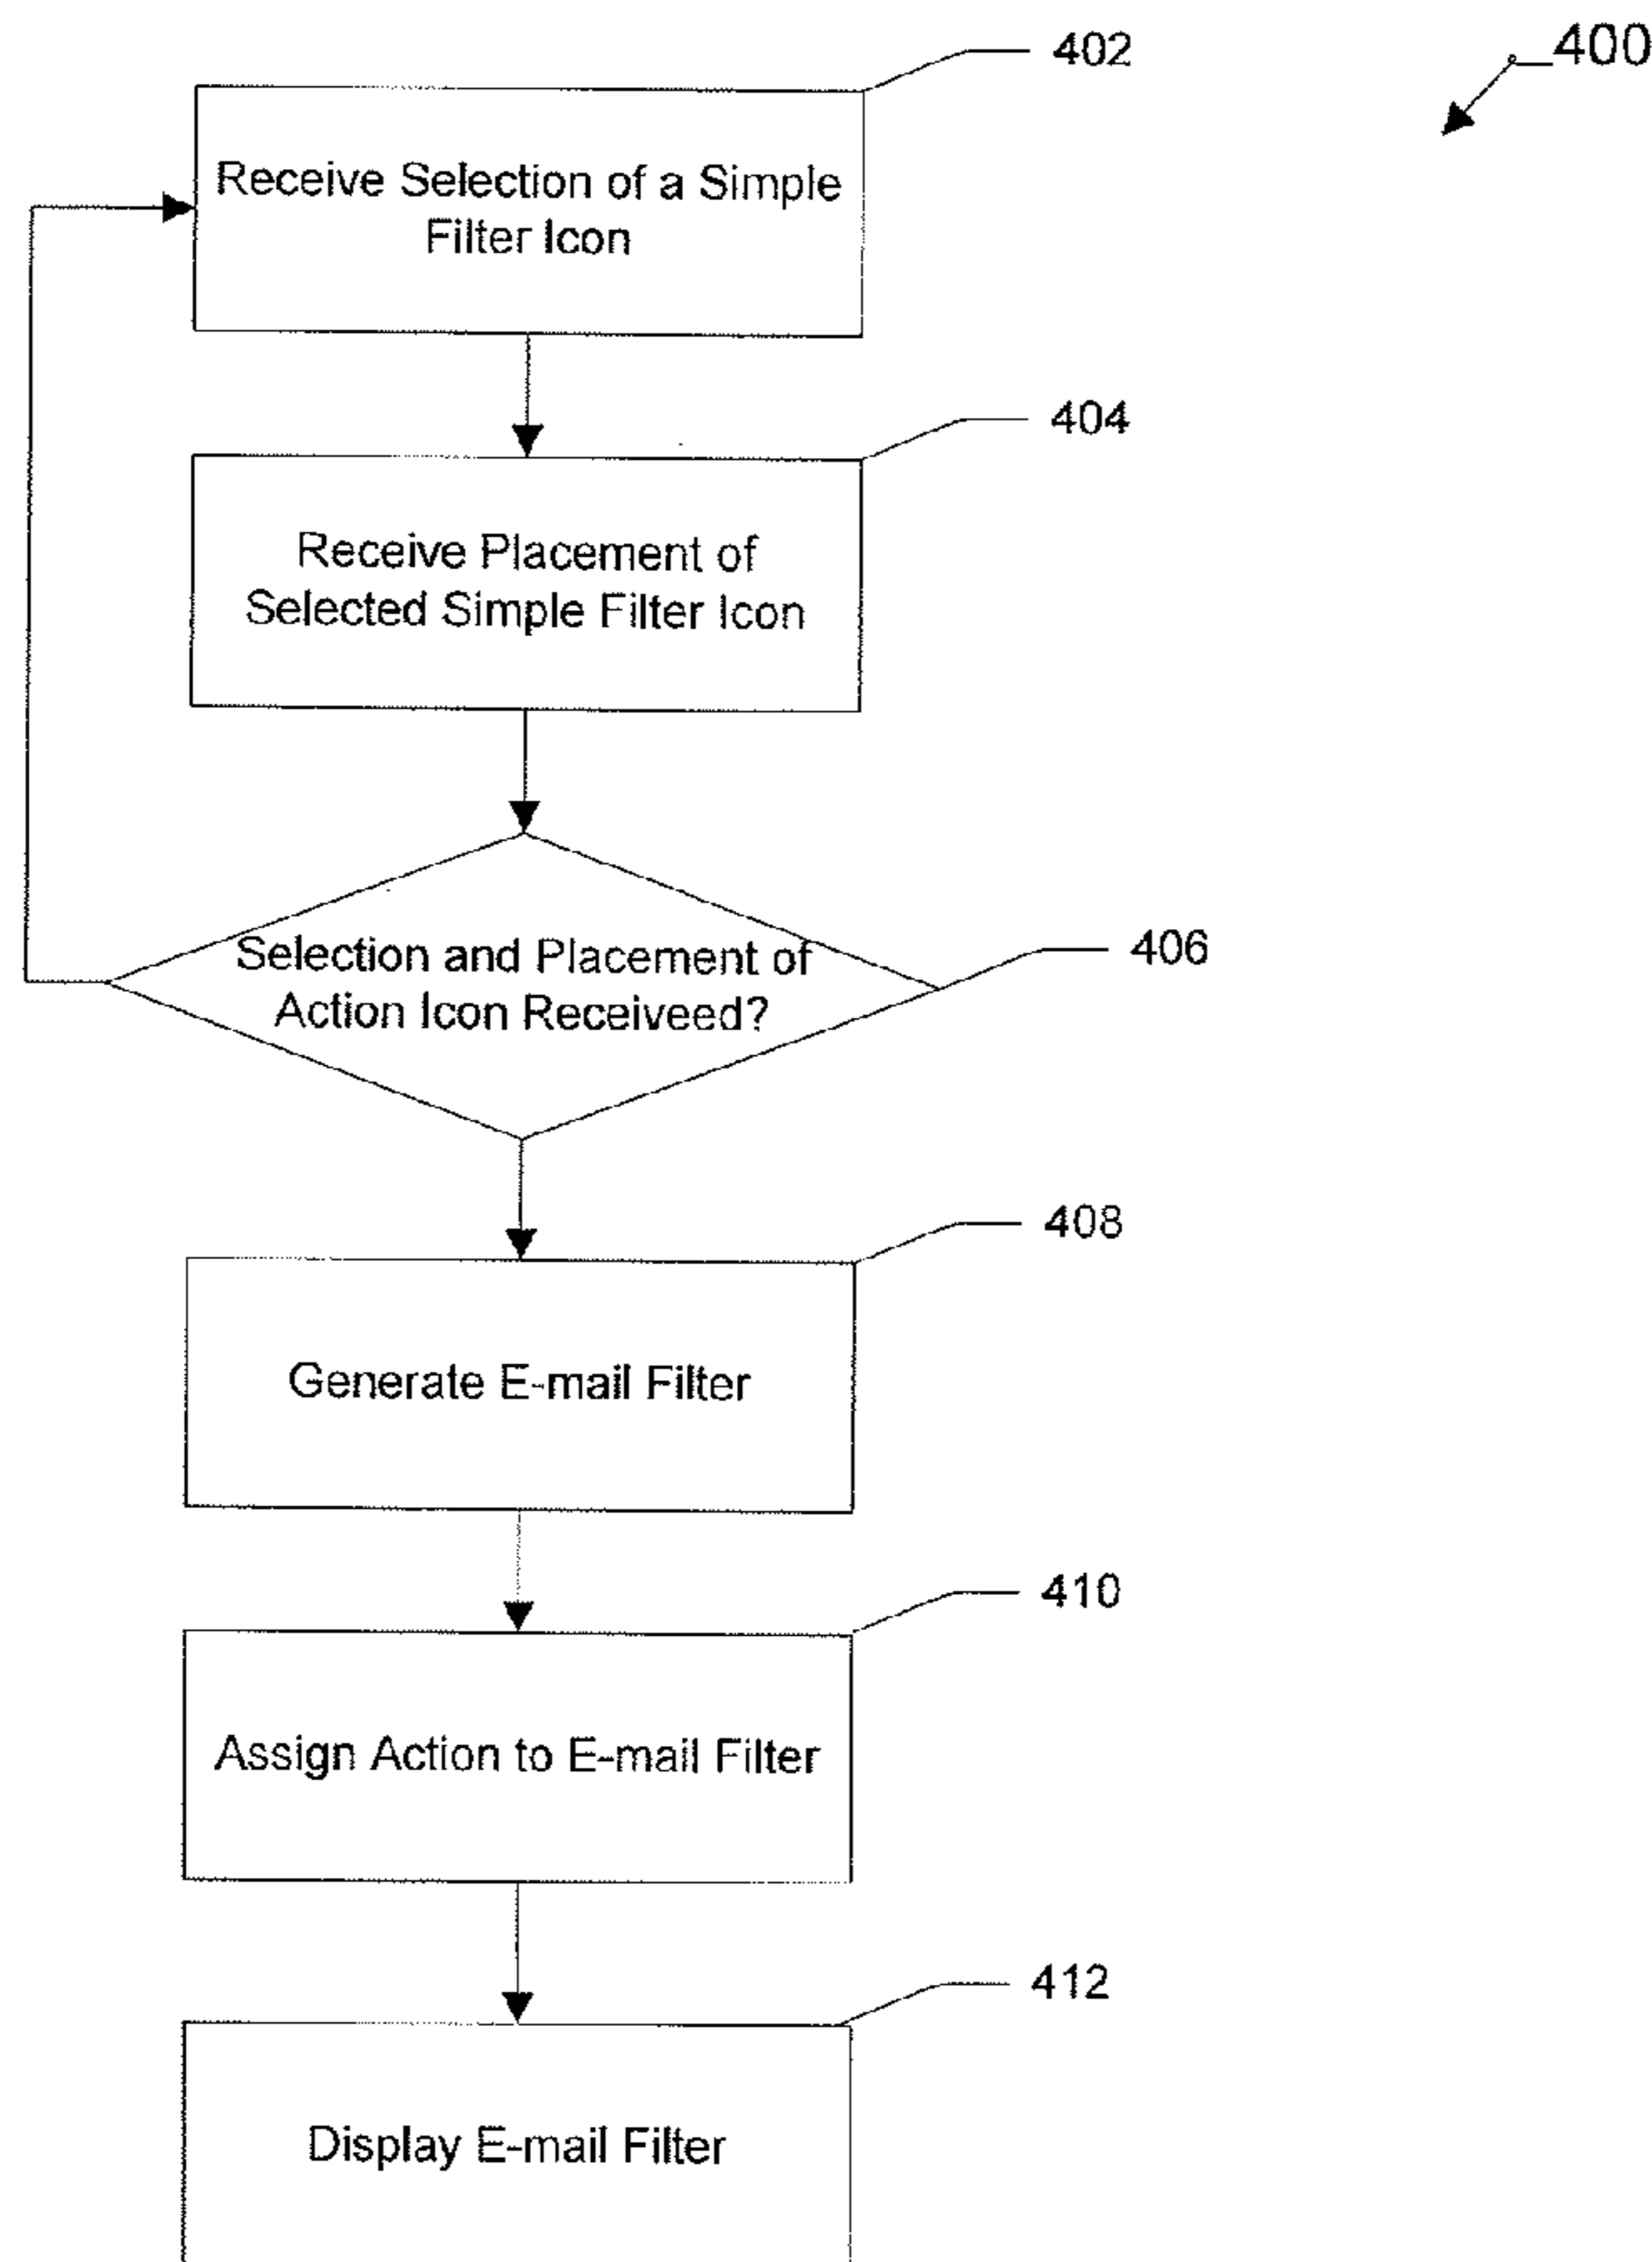 402
400
Receive Selection of a Simple
Filter Icon
404
Receive Placement of
Selected Simple Filter Icon
406
Selection and Placement of
Action Icon Receiveed?
408
Generate E-mail Filter
410
Assign Action to E-mail Filter
412
Display E-mail Filter